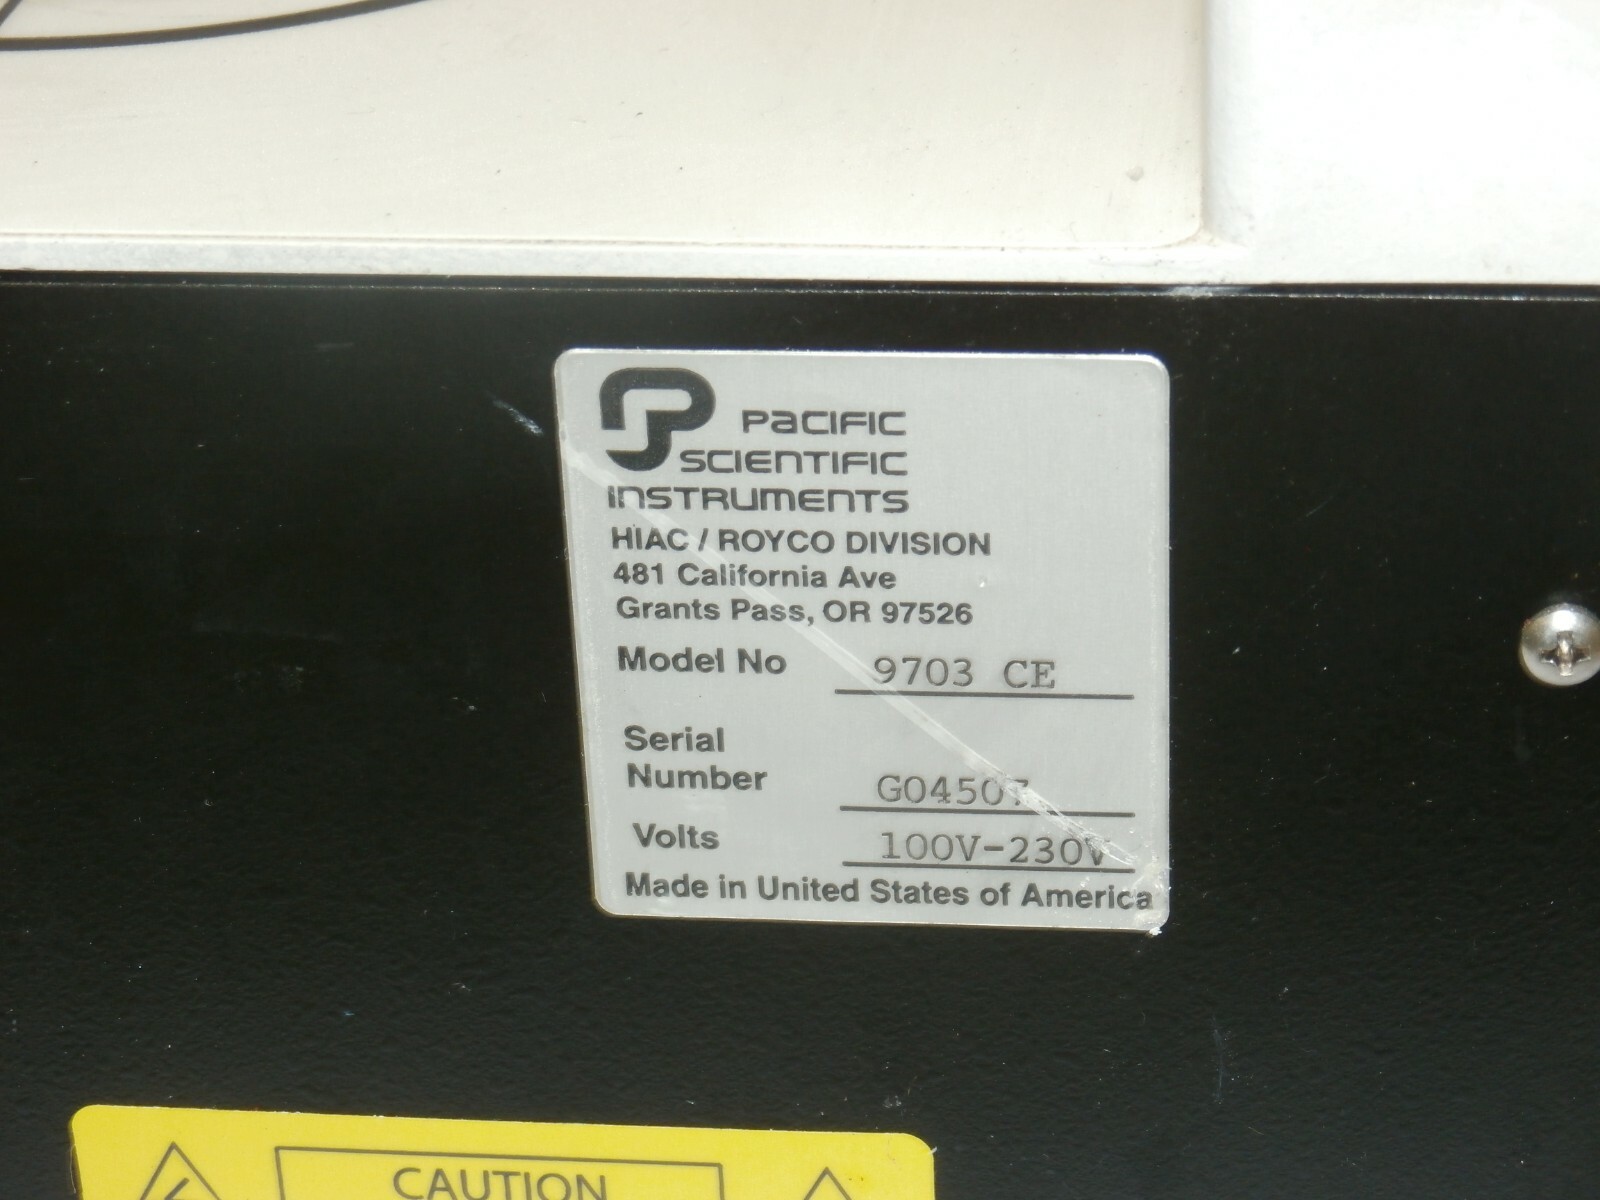 PACIFIC
SCIENTIFIC
INSTRUMENTS
HIAC / ROYCO DIVISION
481 California Ave
Grants Pass, OR 97526
Model No 9703 CE
Serial
Number G04507
Volts 100V-230V
Made in United States of America
CAUTION